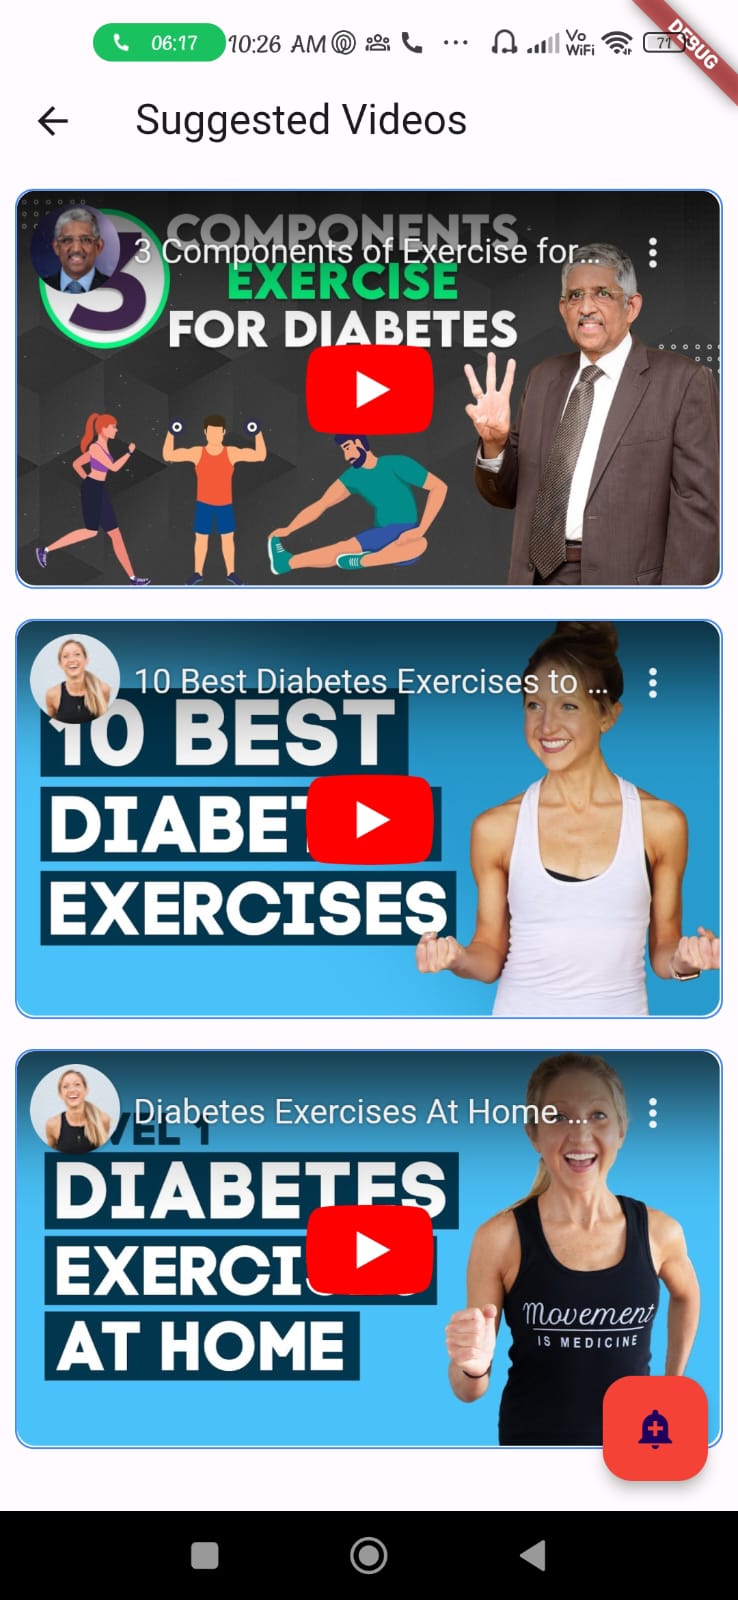 06:17 10:26 AM Vo WiFi 71
DEBUG
Suggested Videos
COMPONENTS
3 Components of Exercise for...
3
EXERCISE
FOR DIABETES
10 Best Diabetes Exercises to ...
10 BEST
DIABET
EXERCISES
Diabetes Exercises At Home ...
VEL 1
DIABETES
EXERCI
AT HOME
Movement
IS MEDICINE